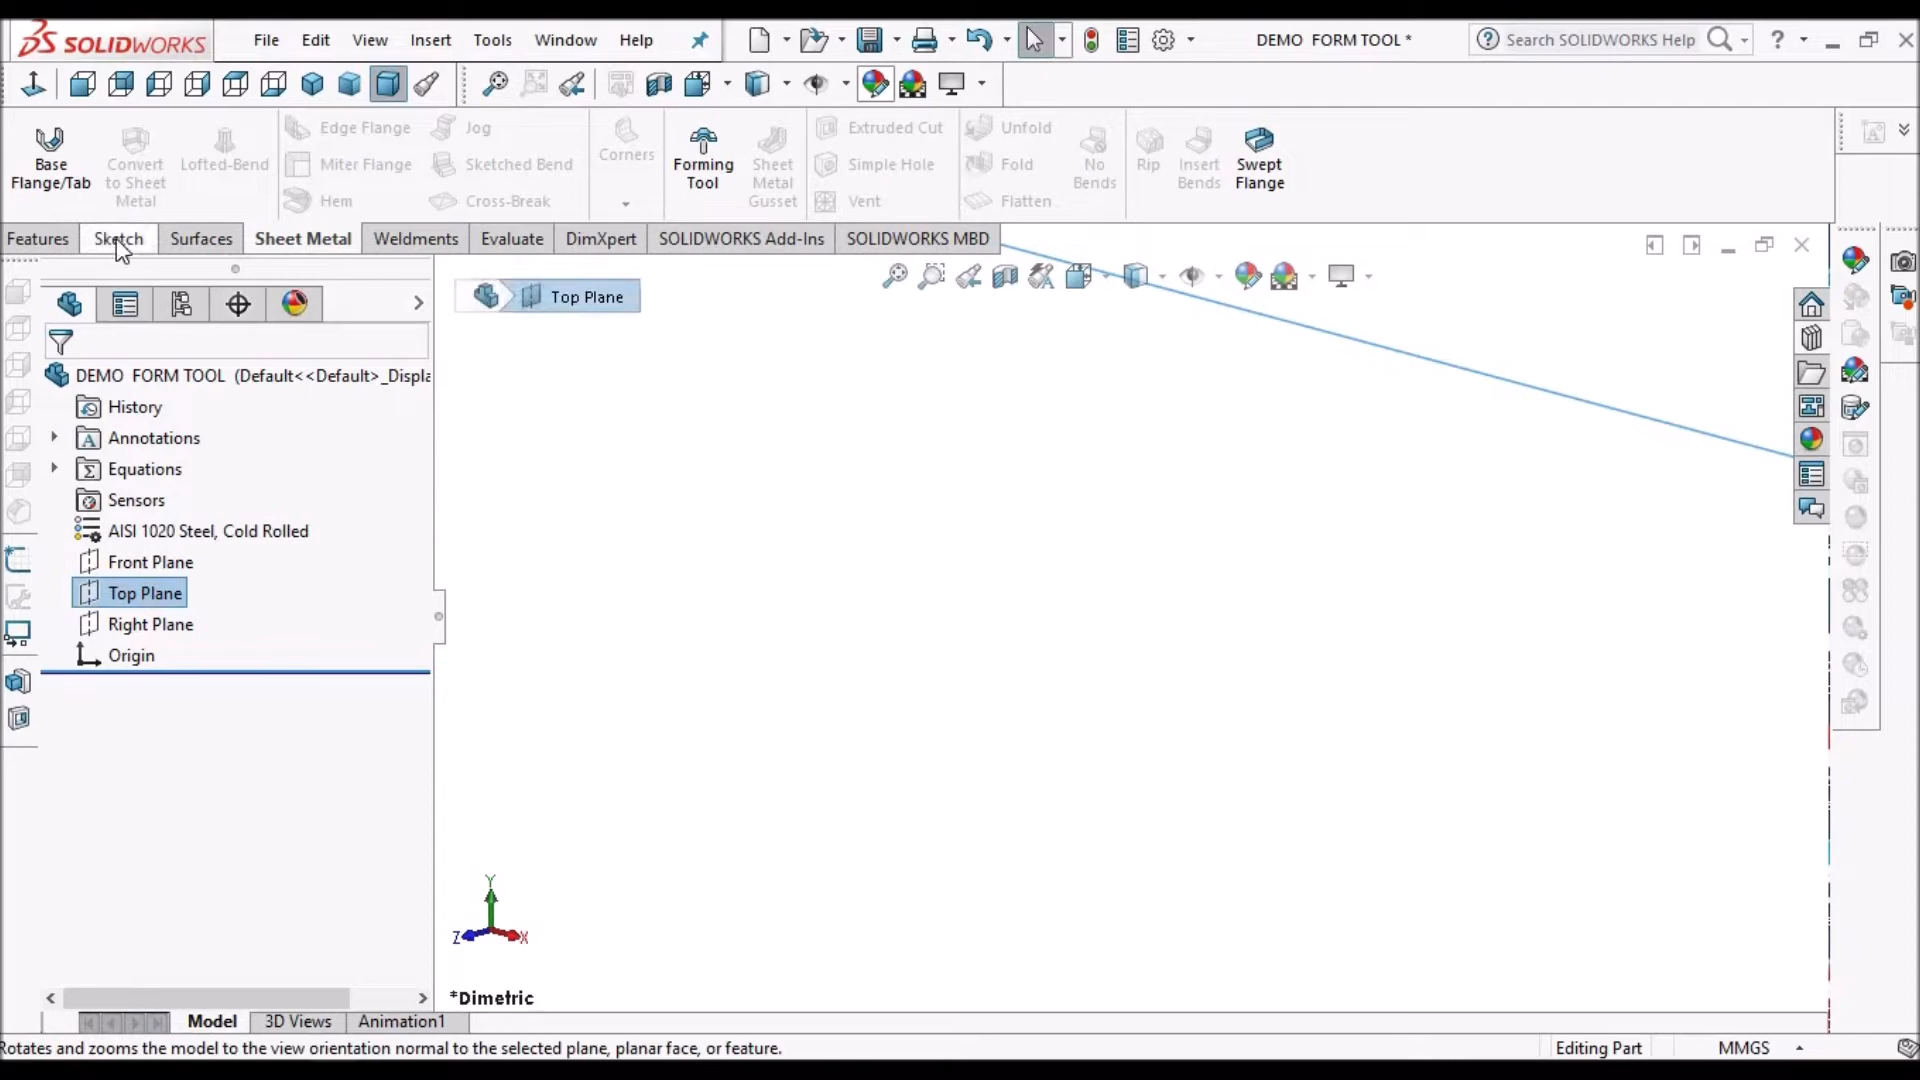 SOLIDWORKS File Edit View Insert Tools Window Help DEMO FORM TOOL * Search SOLIDWORKS Help ?
Base Flange/Tab
Convert to Sheet Metal
Lofted-Bend
Edge Flange
Miter Flange
Hem
Jog
Sketched Bend
Cross-Break
Corners
Forming Tool
Sheet Metal Gusset
Extruded Cut
Simple Hole
Vent
Unfold
Fold
Flatten
No Bends
Rip
Insert Bends
Swept Flange
Features Sketch Surfaces Sheet Metal Weldments Evaluate DimXpert SOLIDWORKS Add-Ins SOLIDWORKS MBD
Top Plane
DEMO FORM TOOL (Default<<Default>_Displa
History
Annotations
Equations
Sensors
AISI 1020 Steel, Cold Rolled
Front Plane
Top Plane
Right Plane
Origin
Y
Z X
*Dimetric
Model 3D Views Animation1
Rotates and zooms the model to the view orientation normal to the selected plane, planar face, or feature. Editing Part MMGS